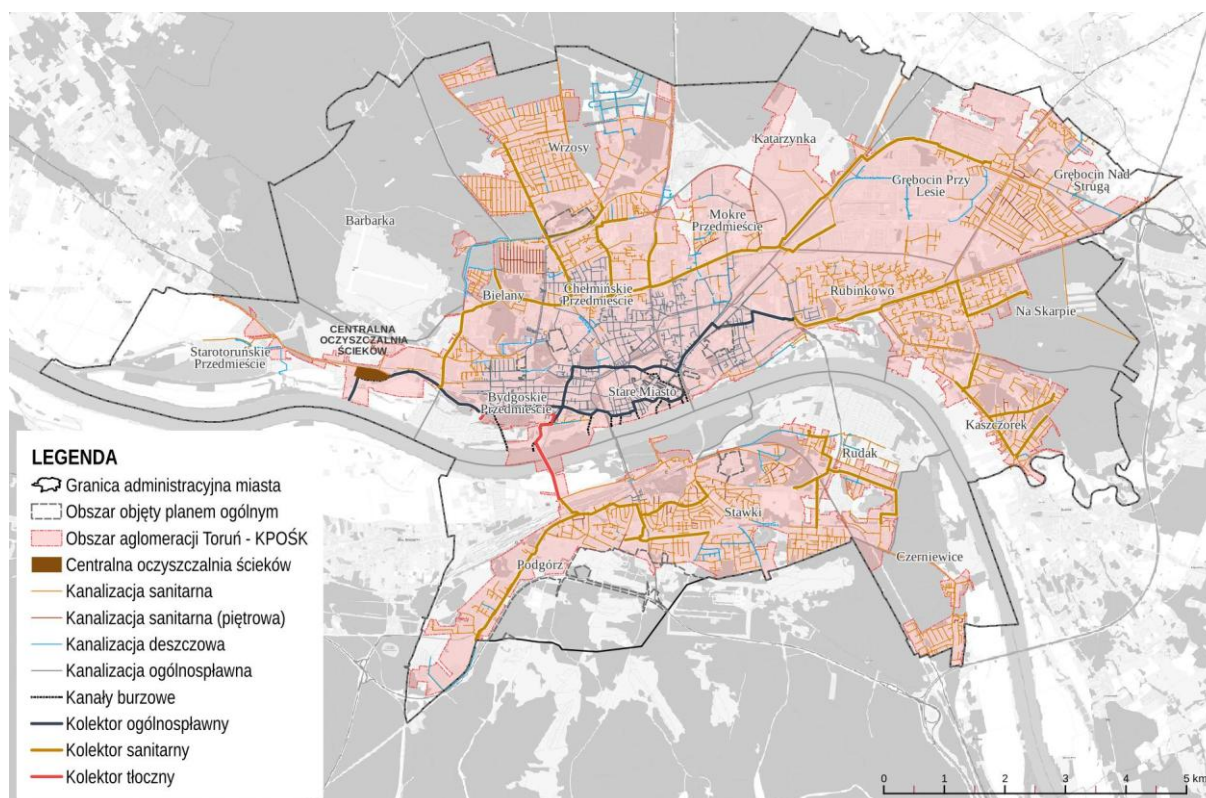 Wrzosy
Katarzynka
Grębocin Przy
Lesie
Grębocin Nad
Strugą
Barbarka
Mokre
Przedmieście
Bielany
Chełmińskie
Przedmieście
Rubinkowo
Na Skarpie
CENTRALNA
OCZYSZCZALNIA
ŚCIEKÓW
Starotoruńskie
Przedmieście
Bydgoskie
Przedmieście
Stare Miasto
Kaszczorek
Rudak
Stawki
Czerniewice
Podgórz
LEGENDA
Granica administracyjna miasta
Obszar objęty planem ogólnym
Obszar aglomeracji Toruń - KPOŚK
Centralna oczyszczalnia ścieków
Kanalizacja sanitarna
Kanalizacja sanitarna (piętrowa)
Kanalizacja deszczowa
Kanalizacja ogólnospławna
Kanały burzowe
Kolektor ogólnospławny
Kolektor sanitarny
Kolektor tłoczny
0 1 2 3 4 5 km